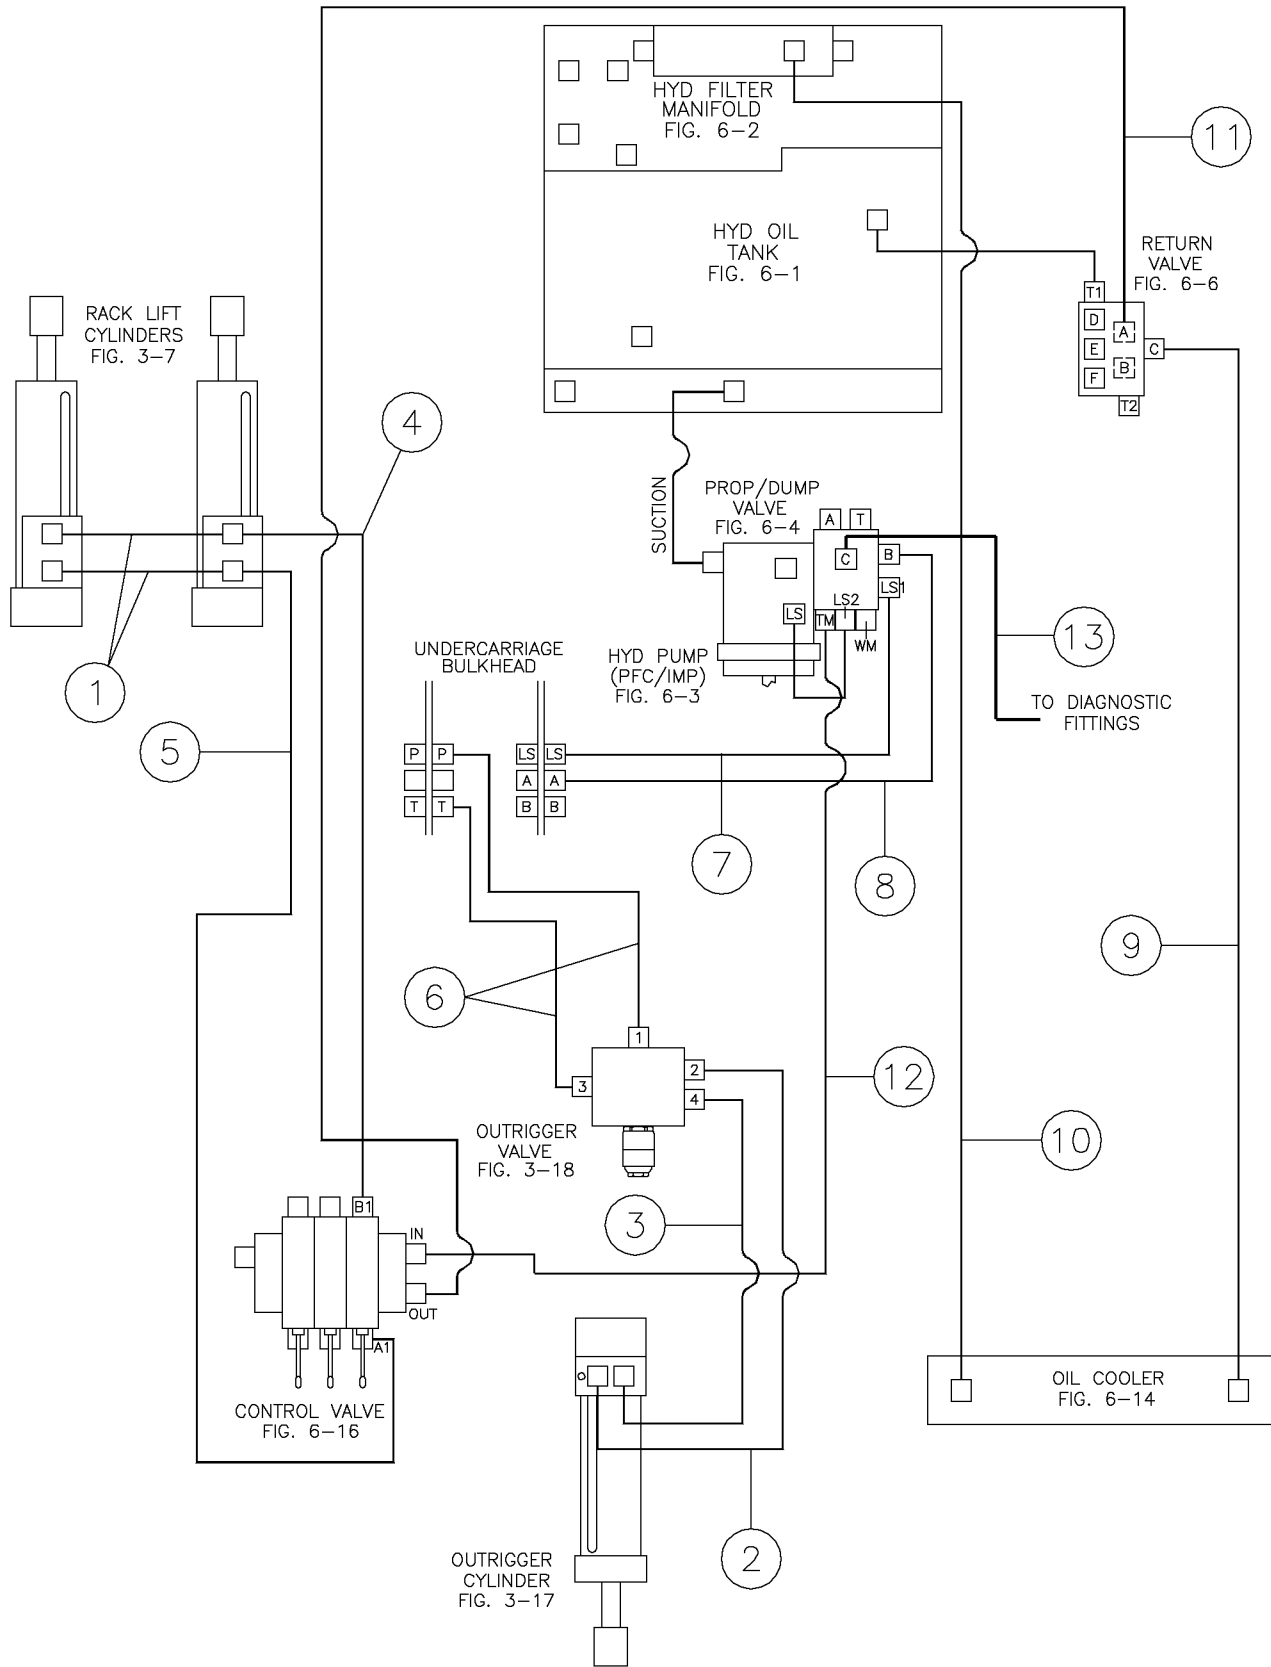 HYD FILTER
MANIFOLD
FIG. 6-2
11
HYD OIL
TANK
FIG. 6-1
RETURN
VALVE
FIG. 6-6
T1
D
A
E
C
B
F
T2
RACK LIFT
CYLINDERS
FIG. 3-7
4
SUCTION
PROP/DUMP
VALVE
FIG. 6-4
A
T
C
B
LS1
LS2
LS
TM
WM
13
HYD PUMP
(PFC/IMP)
FIG. 6-3
UNDERCARRIAGE
BULKHEAD
1
TO DIAGNOSTIC
FITTINGS
5
P
P
LS
LS
A
A
T
T
B
B
7
8
9
6
1
2
3
4
12
OUTRIGGER
VALVE
FIG. 3-18
10
3
B1
IN
OUT
A1
CONTROL VALVE
FIG. 6-16
OIL COOLER
FIG. 6-14
2
OUTRIGGER
CYLINDER
FIG. 3-17